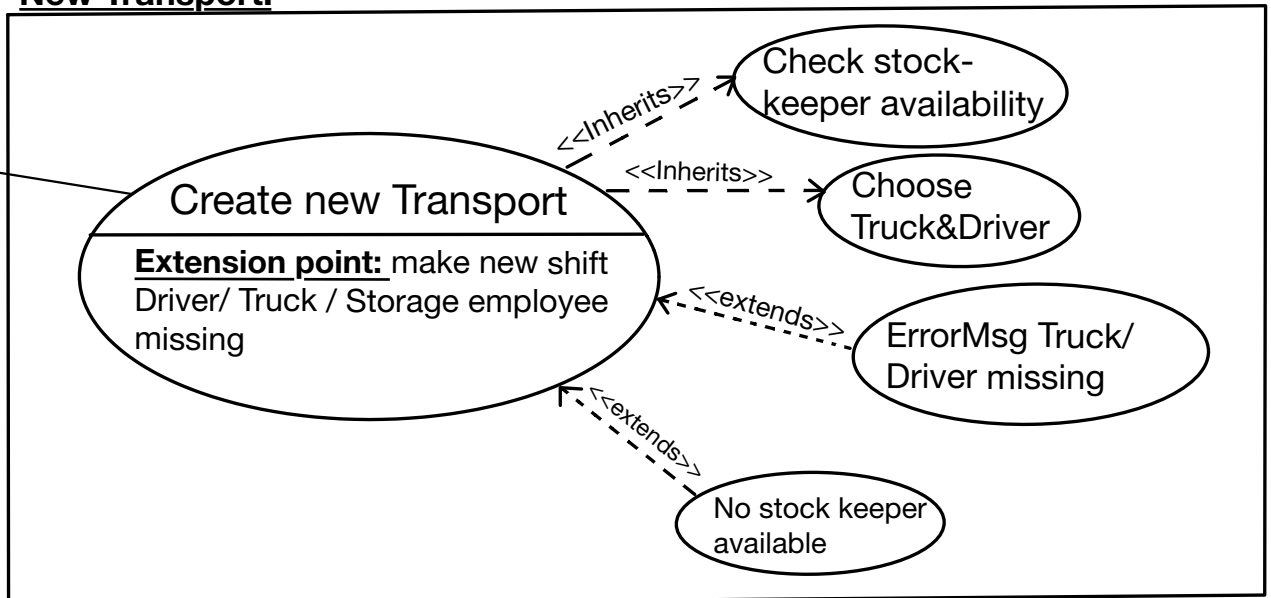 New Transport:
Check stock-
keeper availability
<<Inherits>>
<<Inherits>>
Choose
Truck&Driver
Create new Transport
Extension point: make new shift
Driver/ Truck / Storage employee
missing
<<extends>>
ErrorMsg Truck/
Driver missing
<<extends>>
No stock keeper
available